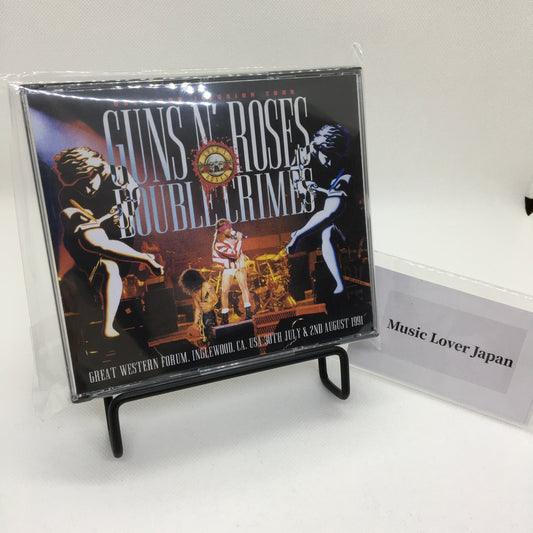 GUNS N' ROSES
DOUBLE CRIMES
GREAT WESTERN FORUM, INGLEWOOD, CA. USA 30TH JULY & 2ND AUGUST 1991
Music Lover Japan